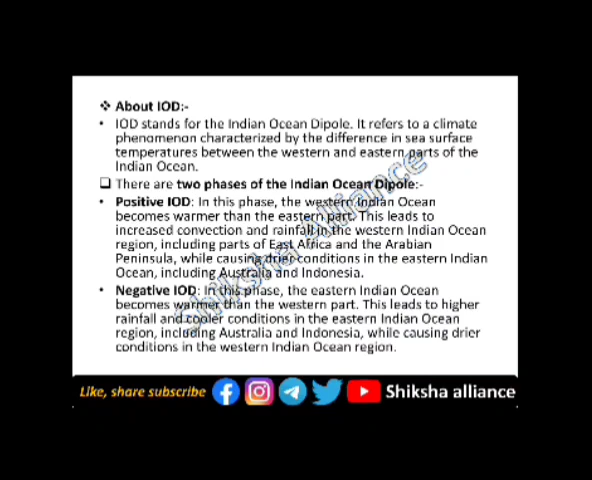 ❖ About IOD:-
• IOD stands for the Indian Ocean Dipole. It refers to a climate
phenomenon characterized by the difference in sea surface
temperatures between the western and eastern parts of the
Indian Ocean.
❑ There are two phases of the Indian Ocean Dipole:-
• Positive IOD: In this phase, the western Indian Ocean
becomes warmer than the eastern part. This leads to
increased convection and rainfall in the western Indian Ocean
region, including parts of East Africa and the Arabian
Peninsula, while causing drier conditions in the eastern Indian
Ocean, including Australia and Indonesia.
• Negative IOD: In this phase, the eastern Indian Ocean
becomes warmer than the western part. This leads to higher
rainfall and cooler conditions in the eastern Indian Ocean
region, including Australia and Indonesia, while causing drier
conditions in the western Indian Ocean region.
Shiksha Alliance
Like, share subscribe Shiksha alliance